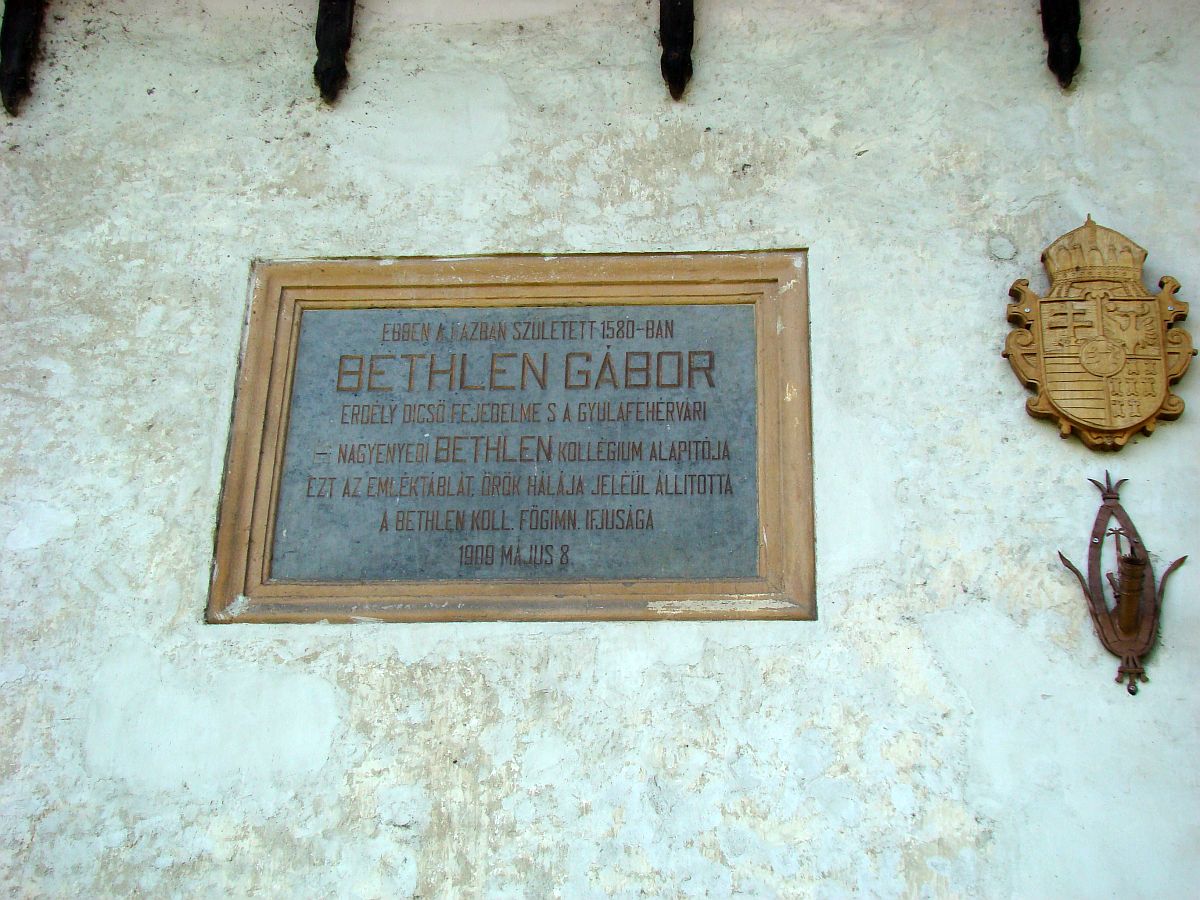 EBBEN A HÁZBAN SZÜLETETT 1580-BAN
BETHLEN GÁBOR
ERDÉLY DICSŐ FEJEDELME S A GYULAFEHÉRVÁRI
– NAGYENYEDI BETHLEN KOLLÉGIUM ALAPITÓJA
EZT AZ EMLÉKTÁBLÁT, ÖRÖK HÁLÁJA JELEÜL ÁLLITOTTA
A BETHLEN KOLL. FŐGIMN. IFJUSÁGA
1909 MÁJUS 8.